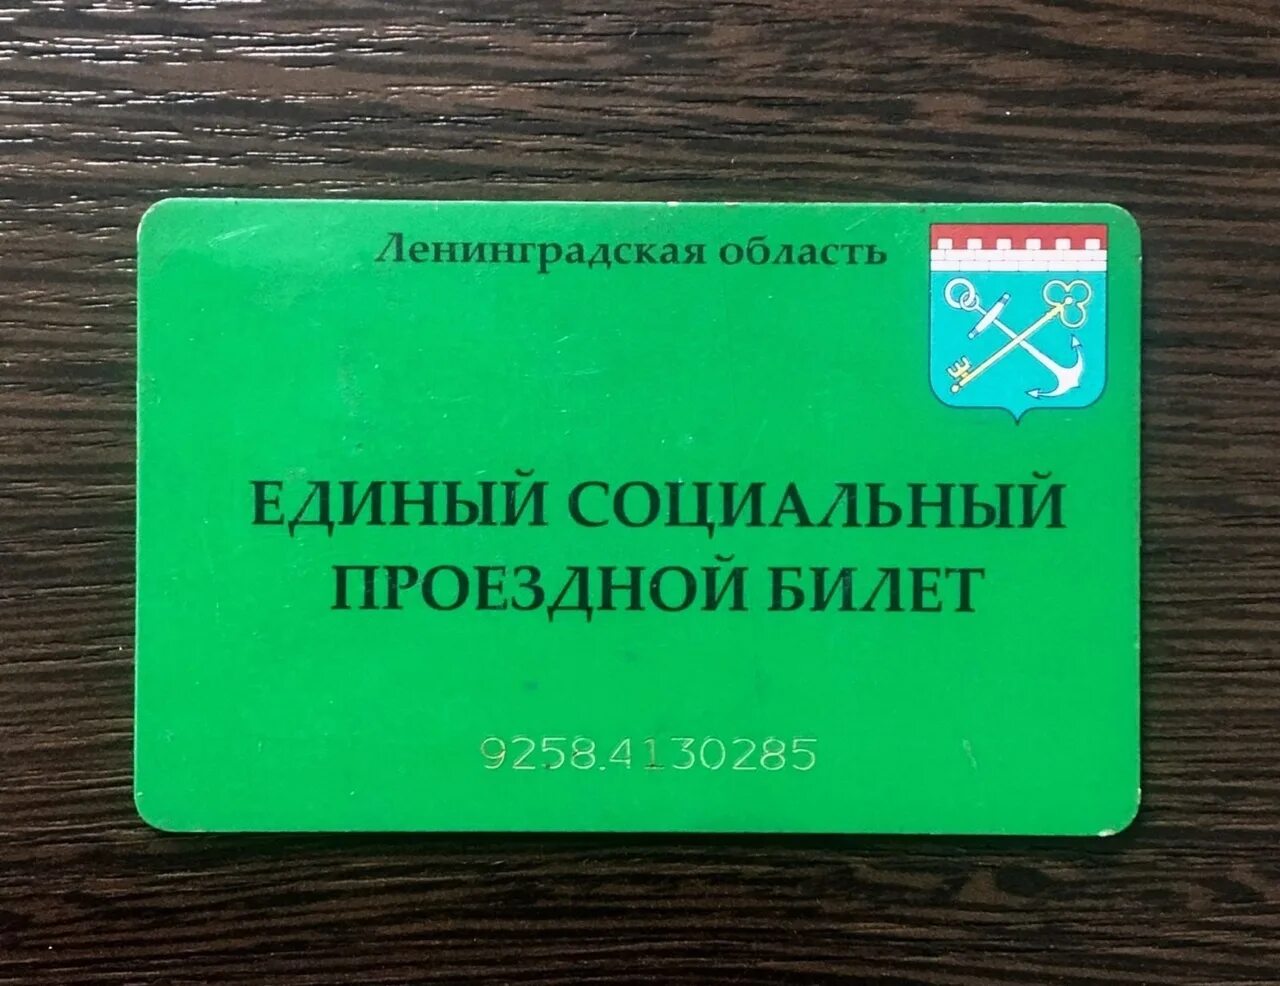 Ленинградская область
ЕДИНЫЙ СОЦИАЛЬНЫЙ
ПРОЕЗДНОЙ БИЛЕТ
9258.4130285